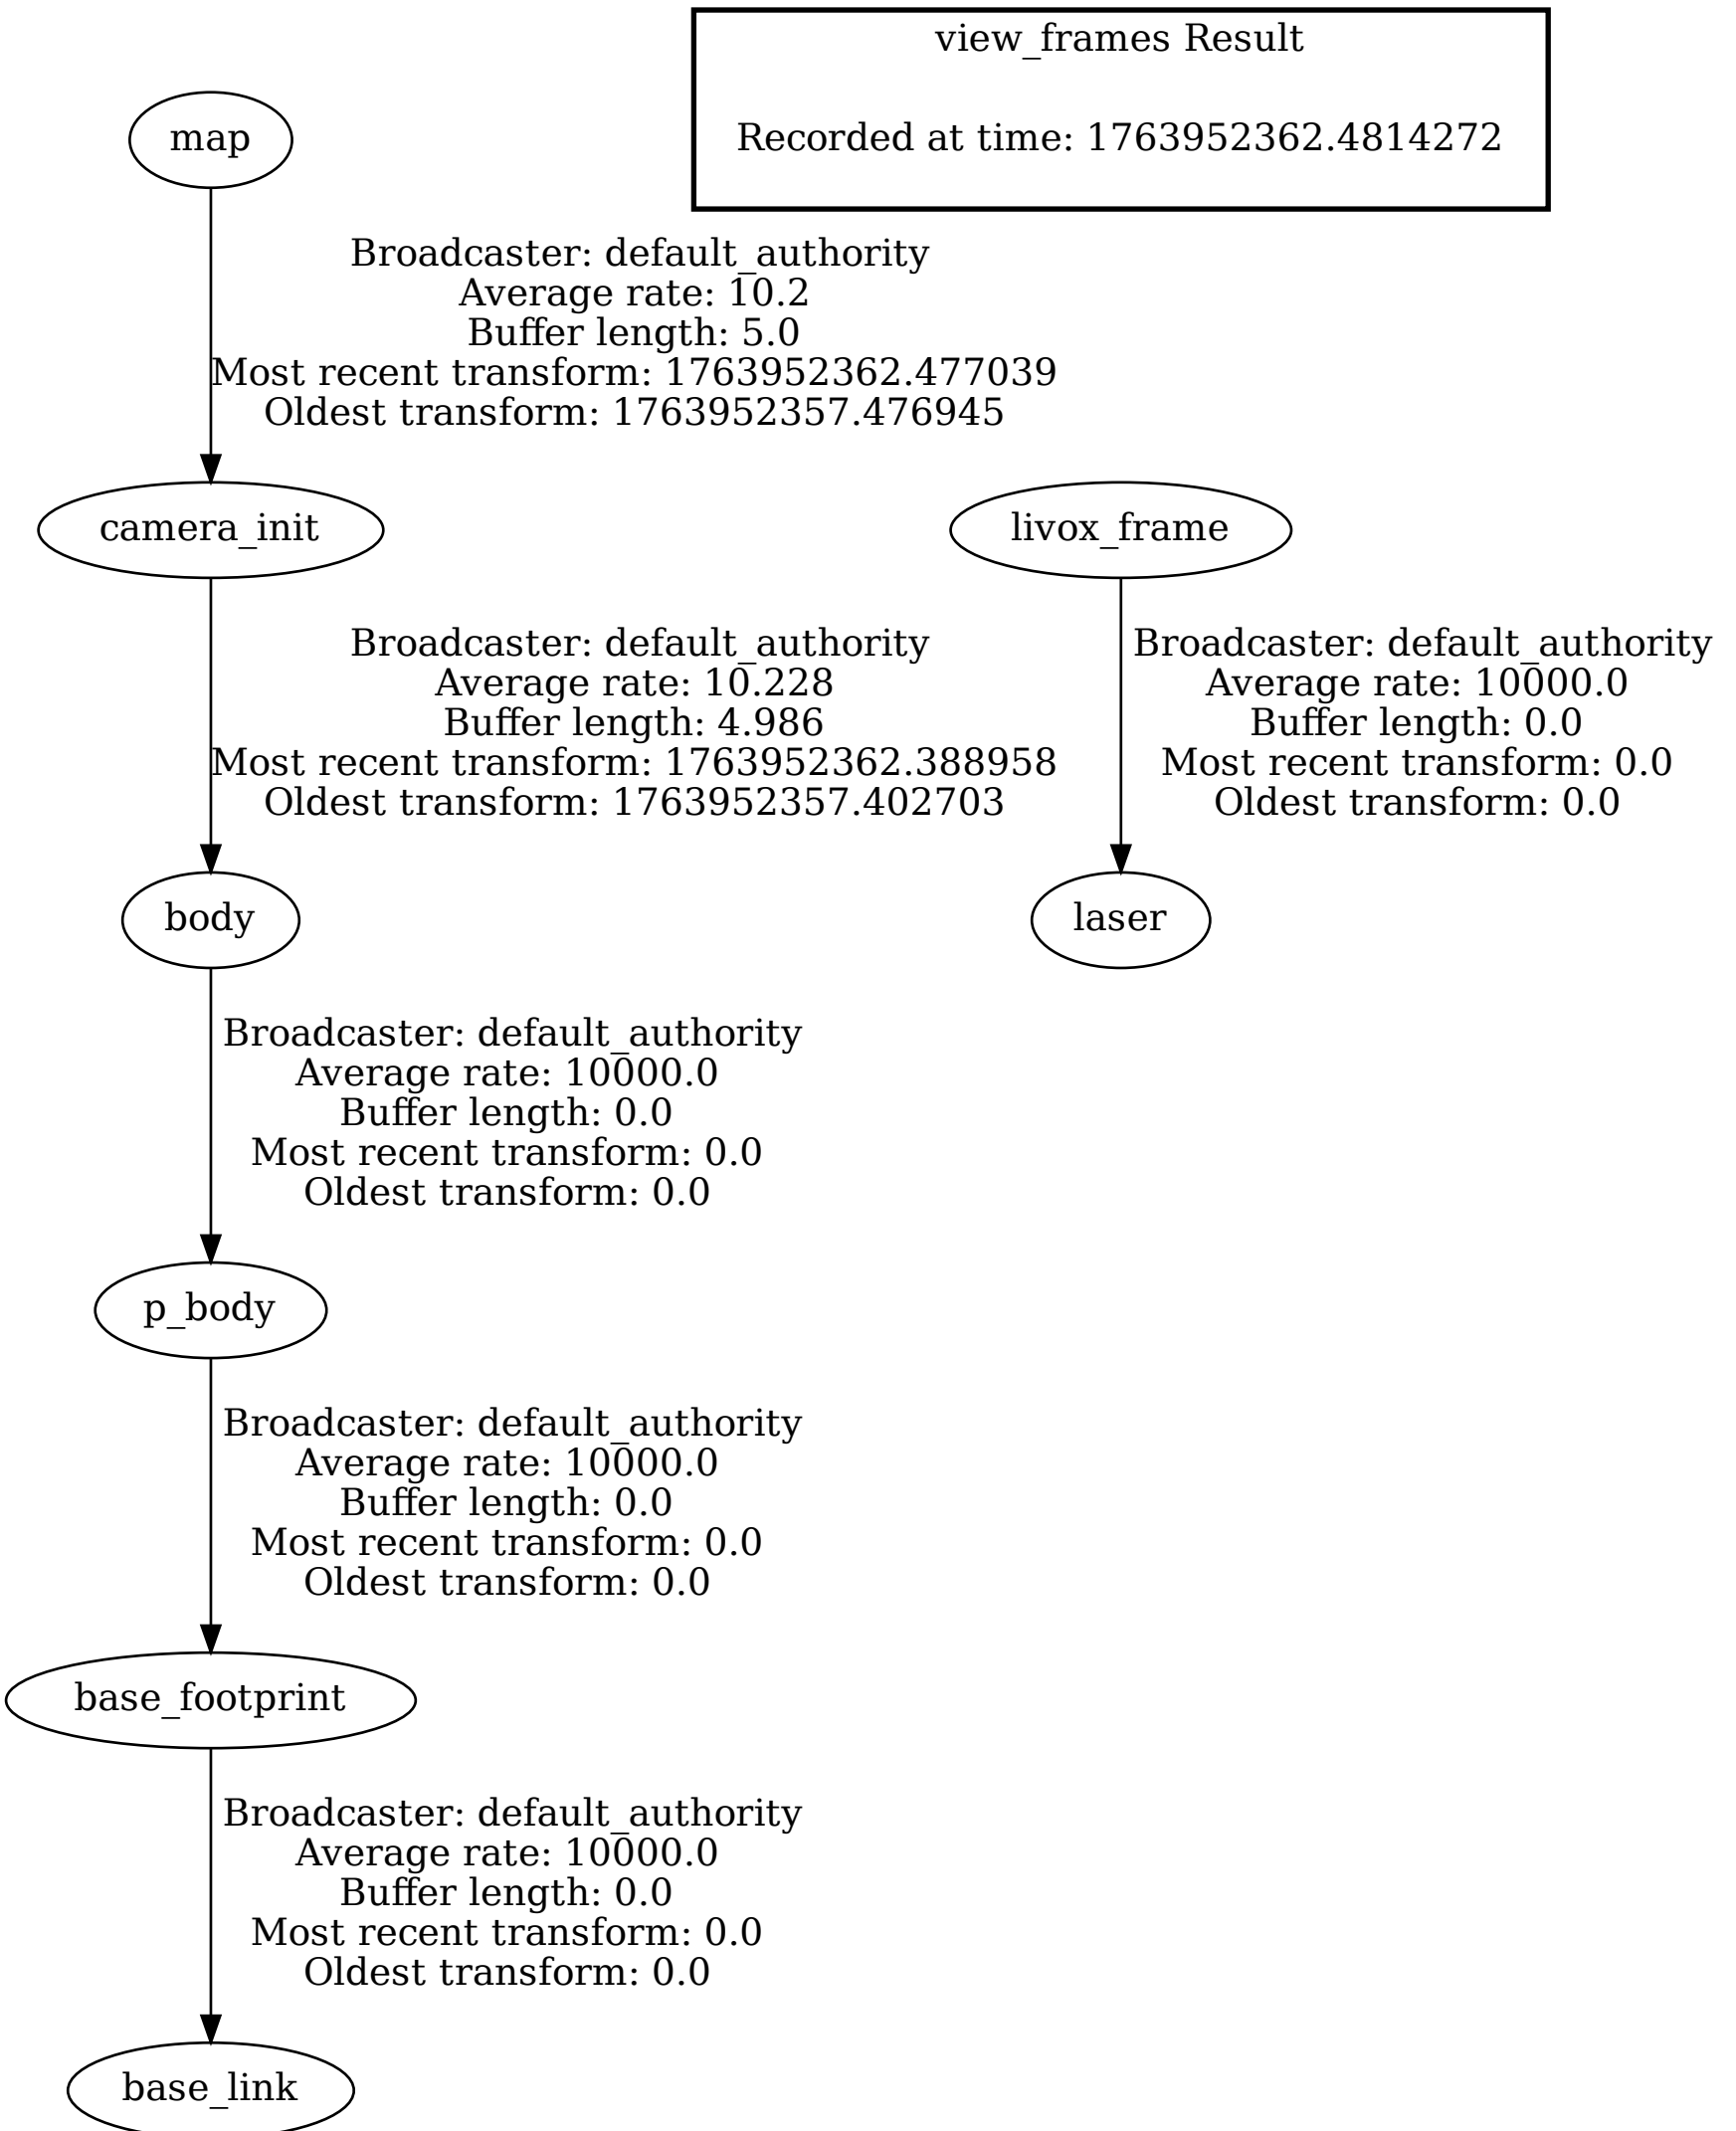 view_frames Result
Recorded at time: 1763952362.4814272
map
Broadcaster: default_authority
Average rate: 10.2
Buffer length: 5.0
Most recent transform: 1763952362.477039
Oldest transform: 1763952357.476945
camera_init
livox_frame
Broadcaster: default_authority
Average rate: 10.228
Buffer length: 4.986
Most recent transform: 1763952362.388958
Oldest transform: 1763952357.402703
Broadcaster: default_authority
Average rate: 10000.0
Buffer length: 0.0
Most recent transform: 0.0
Oldest transform: 0.0
body
laser
Broadcaster: default_authority
Average rate: 10000.0
Buffer length: 0.0
Most recent transform: 0.0
Oldest transform: 0.0
p_body
Broadcaster: default_authority
Average rate: 10000.0
Buffer length: 0.0
Most recent transform: 0.0
Oldest transform: 0.0
base_footprint
Broadcaster: default_authority
Average rate: 10000.0
Buffer length: 0.0
Most recent transform: 0.0
Oldest transform: 0.0
base_link